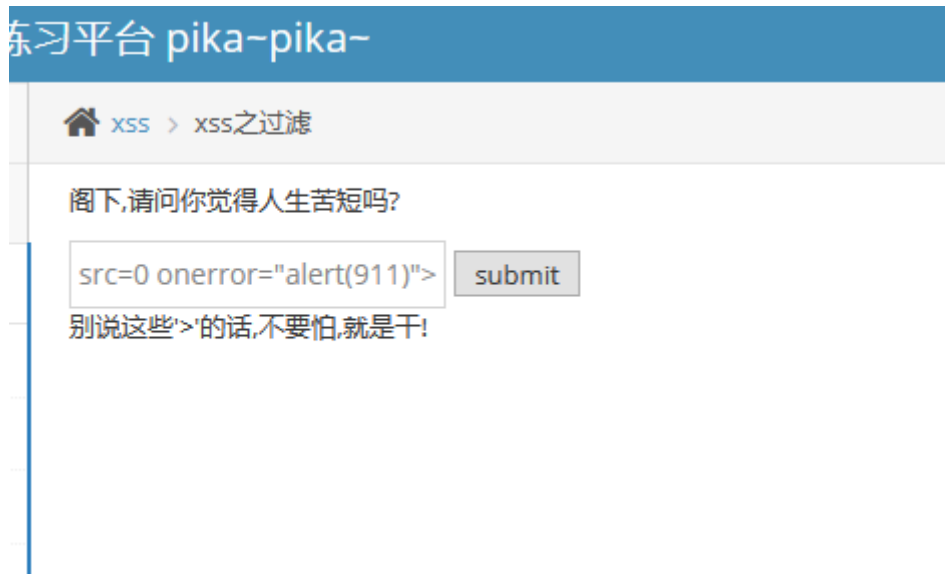 练习平台 pika~pika~
xss > xss之过滤
阁下,请问你觉得人生苦短吗?
src=0 onerror="alert(911)"> submit
别说这些'>'的话,不要怕,就是干!